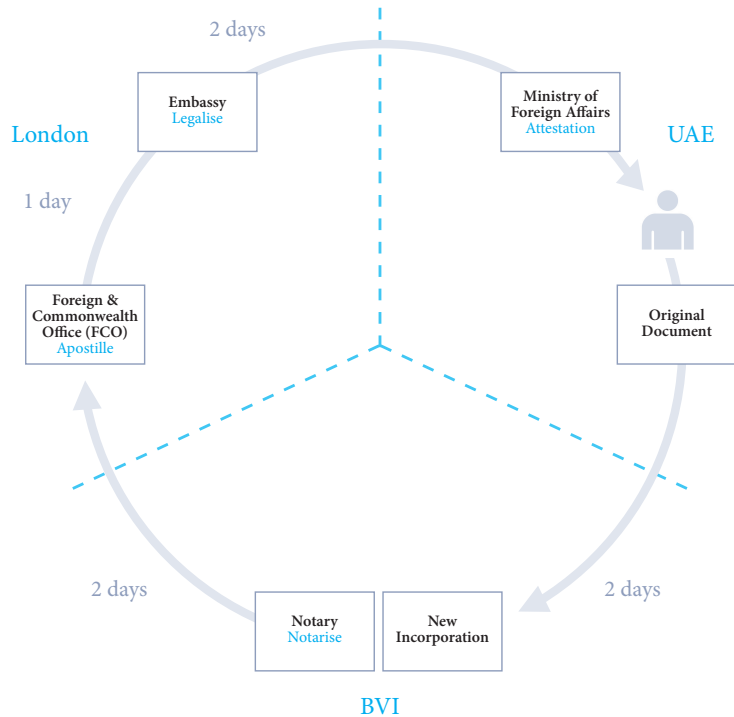 2 days
Embassy
Legalise
Ministry of
Foreign Affairs
Attestation
London
UAE
1 day
Foreign &
Commonwealth
Office (FCO)
Apostille
Original
Document
2 days
2 days
Notary
Notarise
New
Incorporation
BVI